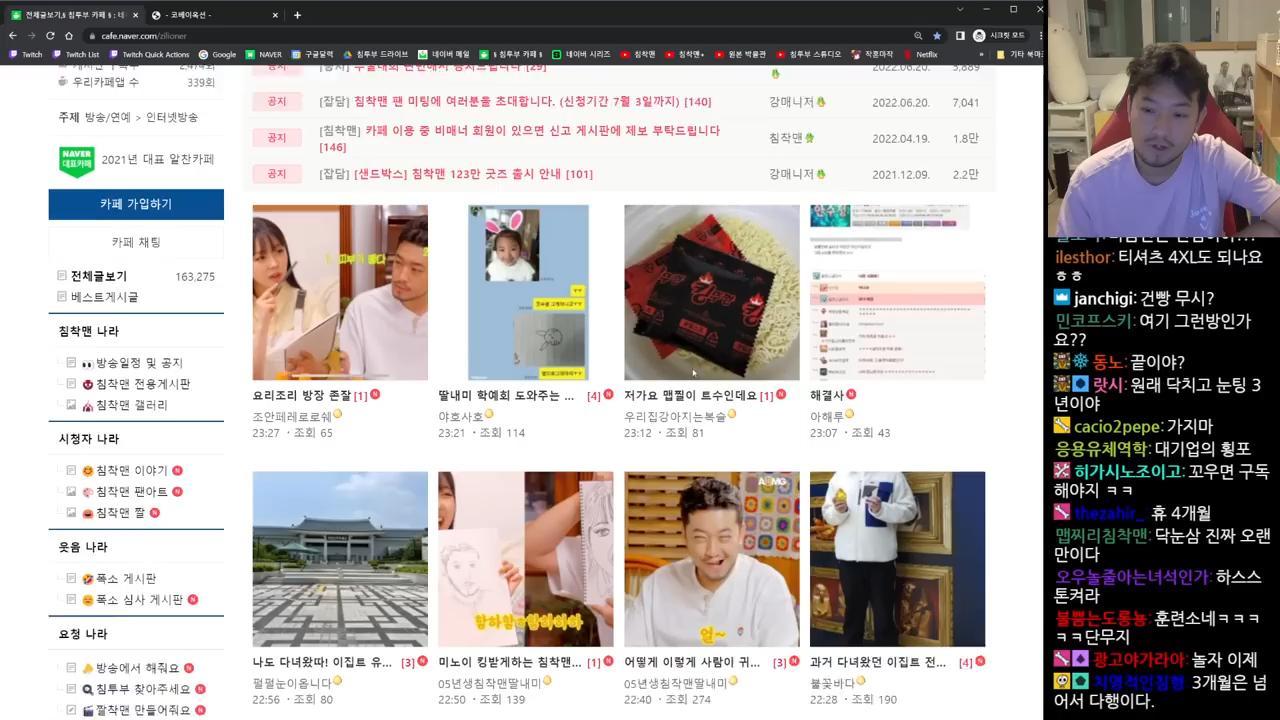 전체글보기 : 침투부 카페
- 코베이옥션 -
cafe.naver.com/zilioner
시크릿 모드
Twitch
Twitch
Twitch Quick Actions
Google
NAVER
구글달력
침투부 드라이브
네이버 메일
침투부 카페
네이버 시리즈
침착맨
침착맨+
원본 박물관
침투부 스튜디오
작혼마작
Netflix
기타 북마크
우리카페앱 수 339회
주제 방송/연예 > 인터넷방송
NAVER
대표카페
2021년 대표 알찬카페
카페 가입하기
카페 채팅
전체글보기 163,275
베스트게시글
침착맨 나라
침착맨 전용게시판
시청자 나라
침착맨 이야기
침착맨 팬아트
침착맨 짤
웃음 나라
폭소 게시판
폭소 심사 게시판
요청 나라
방송에서 해줘요
침투부 찾아주세요
짤작만 만들어줘요
2022.06.20. 5,889
공지 [잡담] 침착맨 팬 미팅에 여러분을 초대합니다. (신청기간 7월 3일까지) [140] 강매니저 2022.06.20. 7,041
공지 [침착맨] 카페 이용 중 비매너 회원이 있으면 신고 게시판에 제보 부탁드립니다 [146] 침착맨 2022.04.19. 1.8만
공지 [잡담] [샌드박스] 침착맨 123만 굿즈 출시 안내 [101] 강매니저 2021.12.09. 2.2만
요리조리 방장 존잘 [1]
조안페레로로쉐
23:27 · 조회 65
딸내미 학예회 도와주는 ... [4]
야호사호
23:21 · 조회 114
저가요 맵찔이 트수인데요 [1]
우리집강아지는복슬
23:12 · 조회 81
해결사
아해루
23:07 · 조회 43
나도 다녀왔따! 이집트 유... [3]
펄펄눈이옵니다
22:56 · 조회 80
미노이 킹받게하는 침착맨... [1]
05년생침착맨딸내미
22:50 · 조회 139
얻~
어떻게 이렇게 사람이 귀... [3]
05년생침착맨딸내미
22:40 · 조회 274
과거 다녀왔던 이집트 전... [4]
불꽃바다
22:28 · 조회 190
ilesthor: 티셔츠 4XL도 되나요
ㅎㅎ
janchigi: 건빵 무시?
민코프스키: 여기 그런방인가
요??
동노: 끝이야?
랏시: 원래 닥치고 눈팅 3
년이야
cacio2pepe: 가지마
응용유체역학: 대기업의 횡포
히가시노조이고: 꼬우면 구독
해야지 ㅋㅋ
thezahir_: 휴 4개월
맵찌리침착맨: 닥눈삼 진짜 오랜
만이다
오우놀줄아는녀석인가: 하스스
톤켜라
불뿜는도롱뇽: 훈련소네ㅋㅋㅋ
ㅋㅋ단무지
광고야가라아: 놀자 이제
치명적인침형: 3개월은 넘
어서 다행이다.